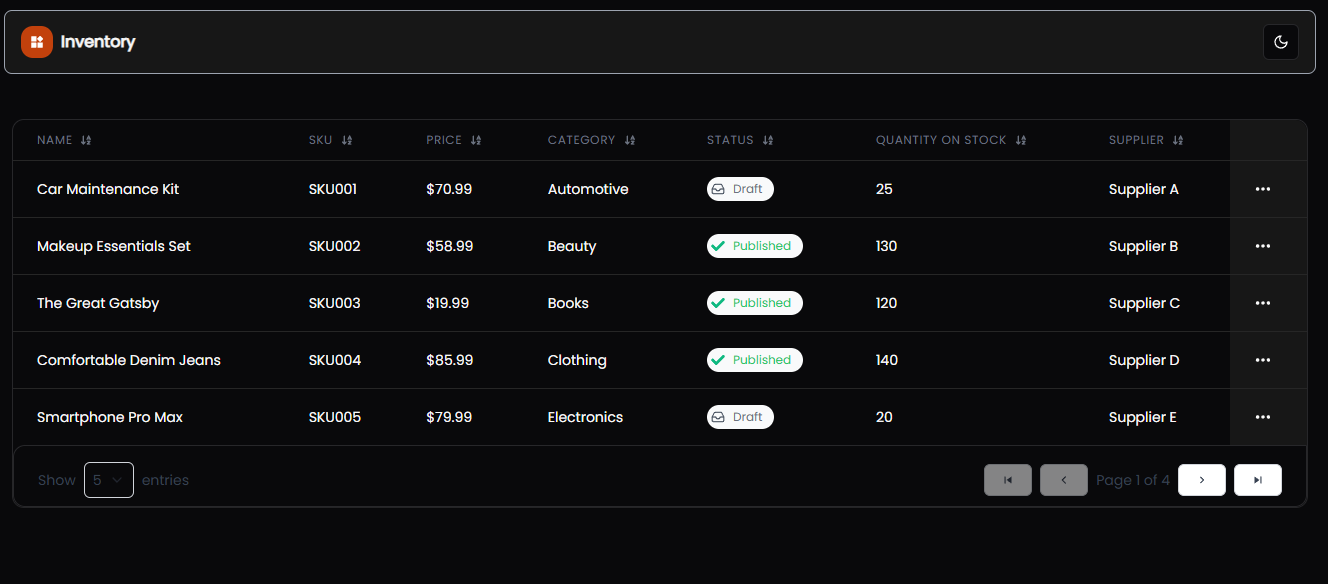 Inventory
NAME SKU PRICE CATEGORY STATUS QUANTITY ON STOCK SUPPLIER
Car Maintenance Kit SKU001 $70.99 Automotive Draft 25 Supplier A
Makeup Essentials Set SKU002 $58.99 Beauty Published 130 Supplier B
The Great Gatsby SKU003 $19.99 Books Published 120 Supplier C
Comfortable Denim Jeans SKU004 $85.99 Clothing Published 140 Supplier D
Smartphone Pro Max SKU005 $79.99 Electronics Draft 20 Supplier E
Show 5 entries Page 1 of 4